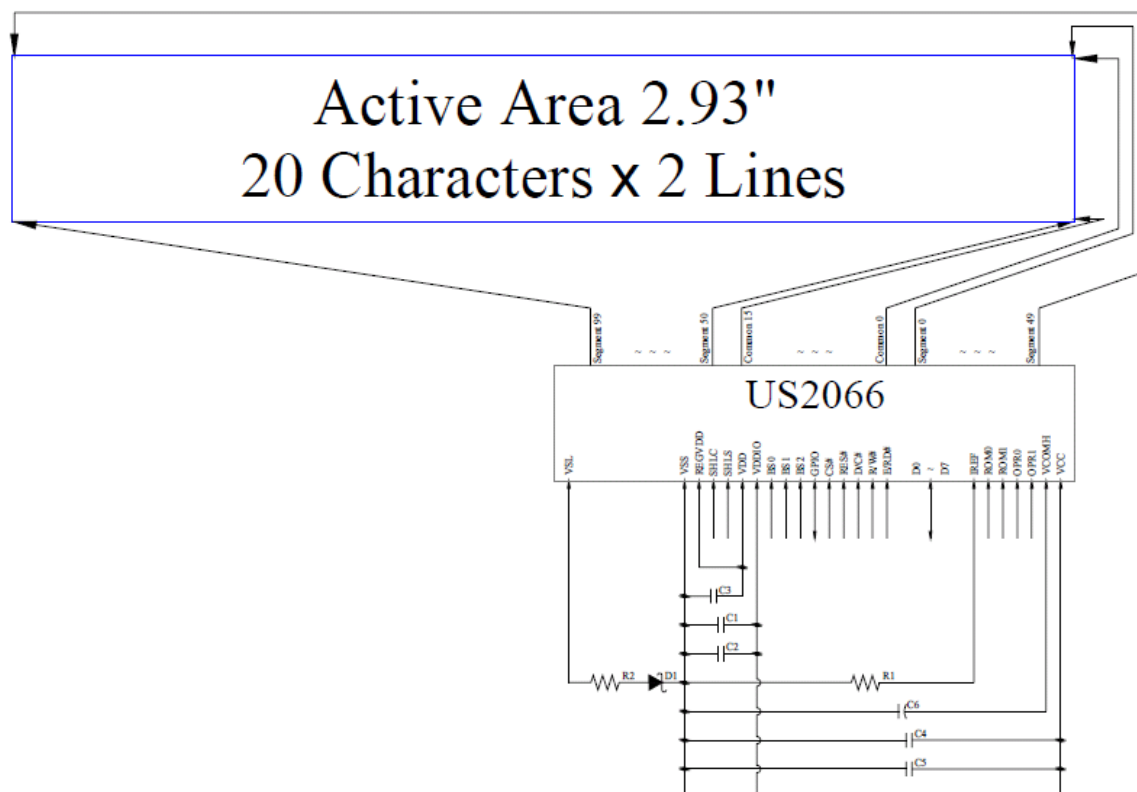 Active Area 2.93"
20 Characters x 2 Lines
Segment 99
~ ~ ~
Segment 50
Common 15
~ ~ ~
Common 0
Segment 0
~ ~ ~
Segment 49
US2066
VSL
VSS
REGVDD
SHLC
SHLS
VDD
VDDIO
BS0
BS1
BS2
GPIO
CS#
RES#
D/C#
R/W#
E/RD#
D0
~
D7
IREF
ROM0
ROM1
OPR0
OPR1
VCOMH
VCC
C3
C1
C2
R2
D1
R1
C6
C4
C5